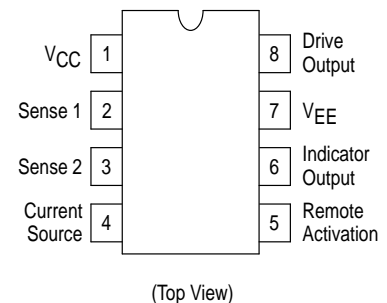 VCC 1
Sense 1 2
Sense 2 3
Current
Source 4
8 Drive
Output
7 VEE
6 Indicator
Output
5 Remote
Activation
(Top View)